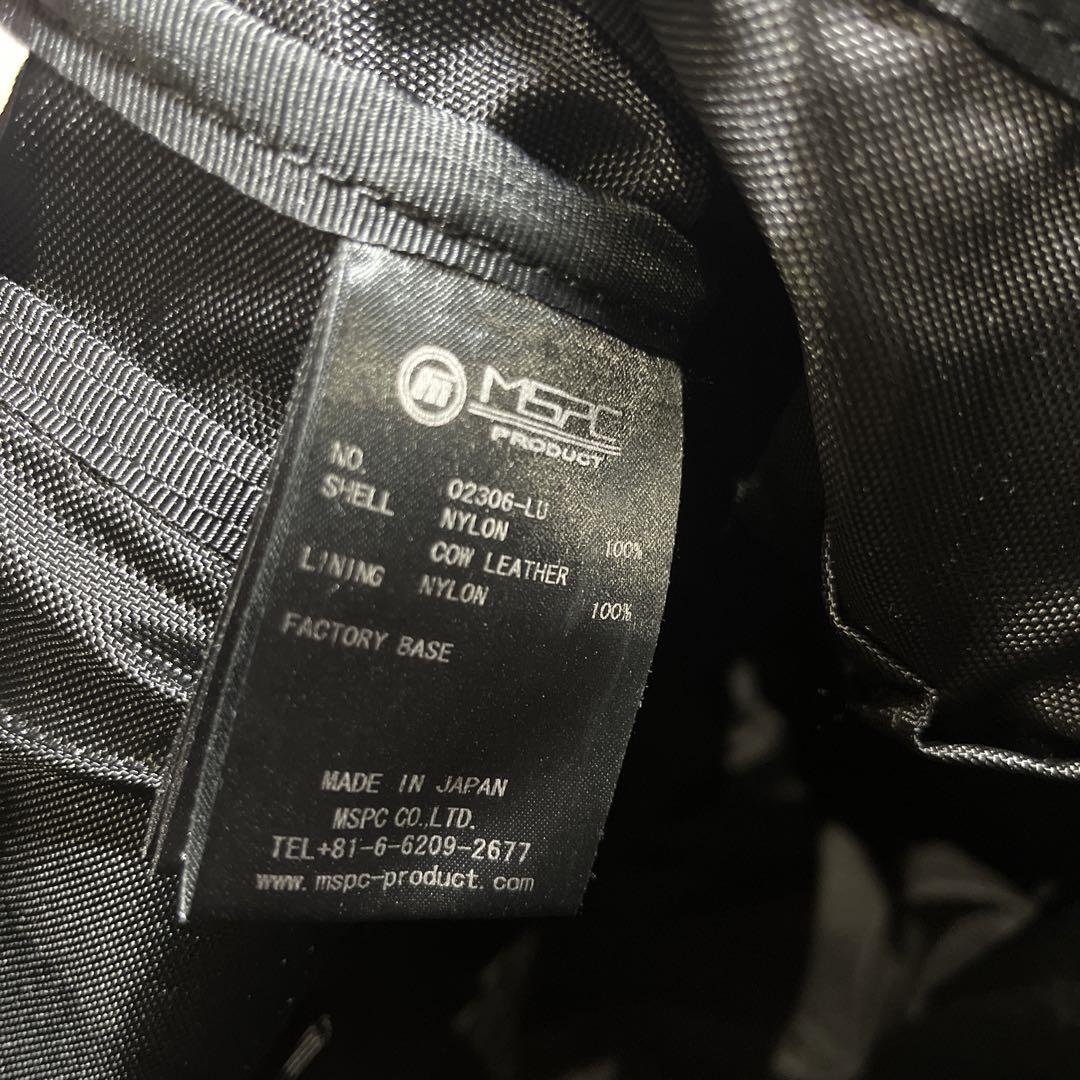 MSPC
PRODUCT
NO. 02306-LU
SHELL NYLON 100%
COW LEATHER
LINING NYLON 100%
FACTORY BASE
MADE IN JAPAN
MSPC CO.,LTD.
TEL+81-6-6209-2677
www.mspc-product.com